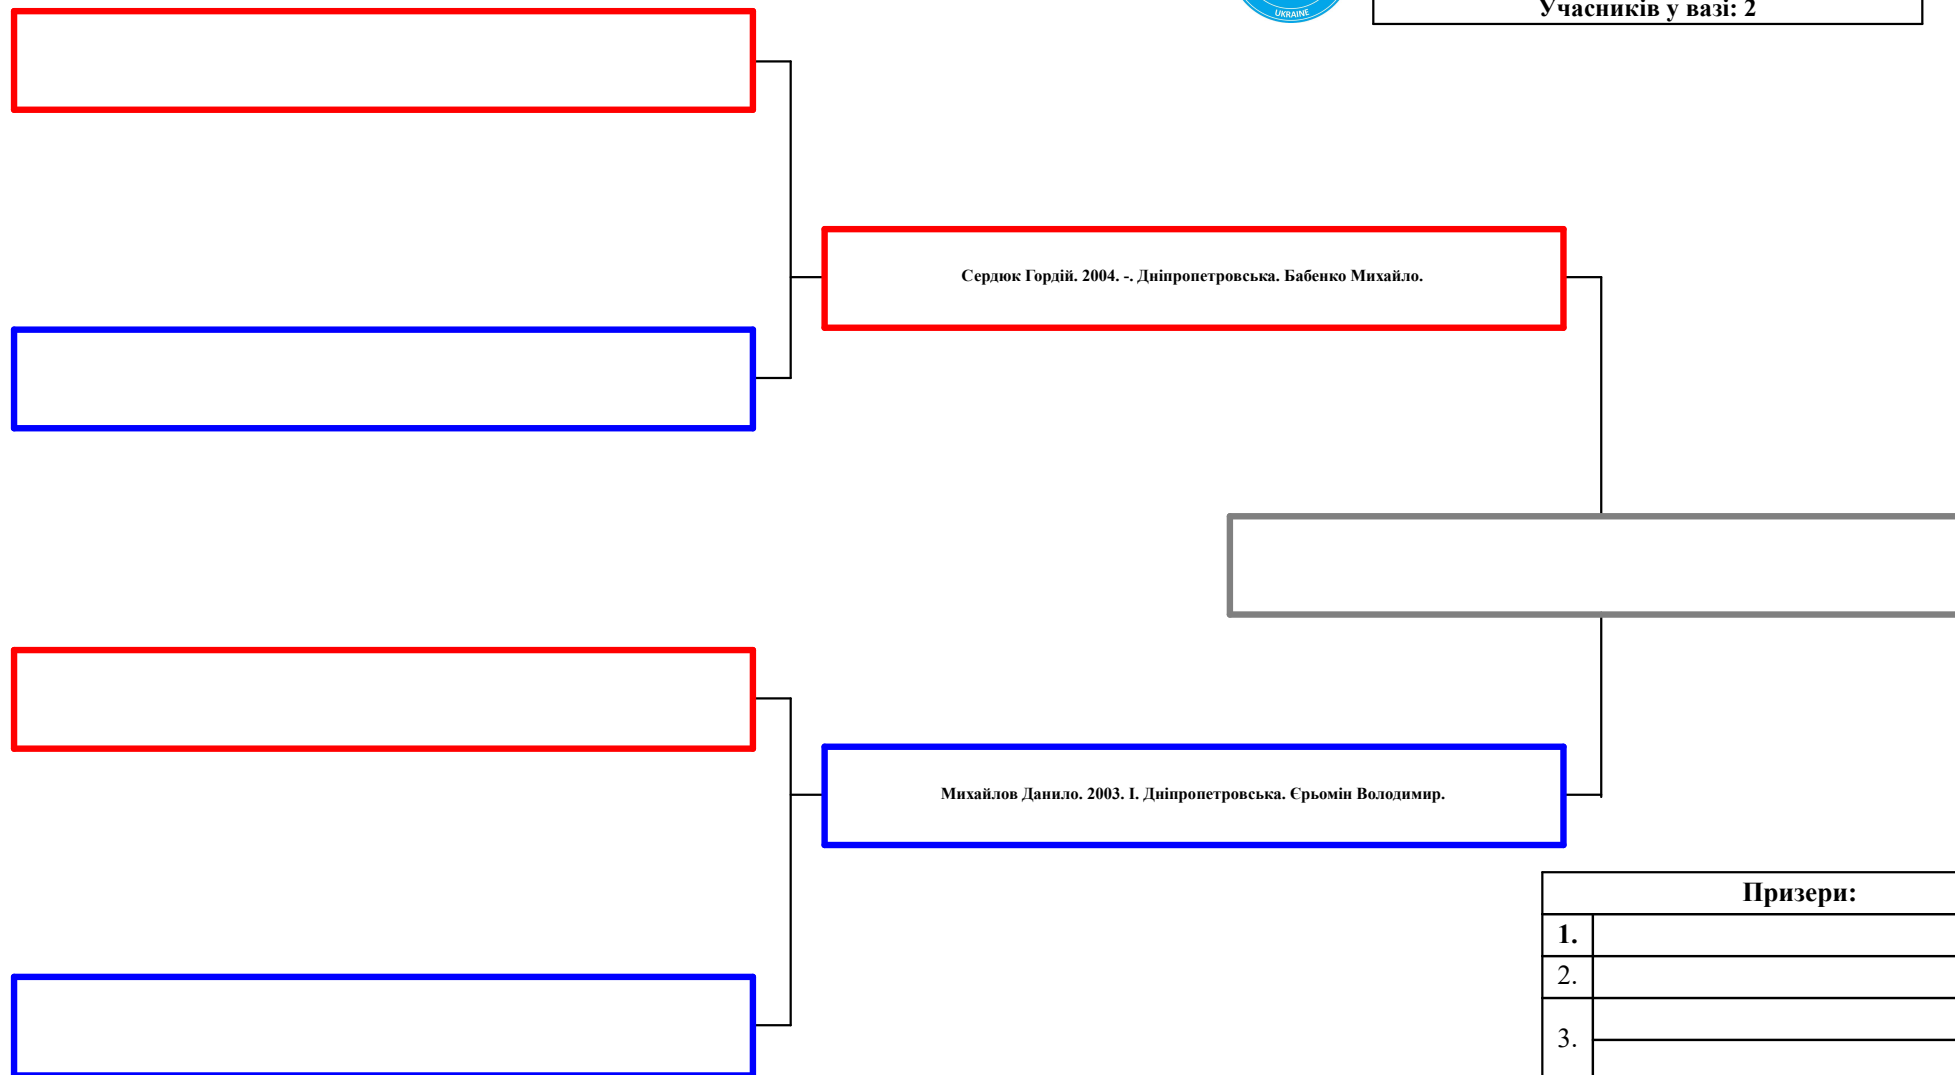 UKRAINE
Учасників у вазі: 2
Сердюк Гордій. 2004. -. Дніпропетровська. Бабенко Михайло.
Михайлов Данило. 2003. І. Дніпропетровська. Єрьомін Володимир.
Призери:
1.
2.
3.